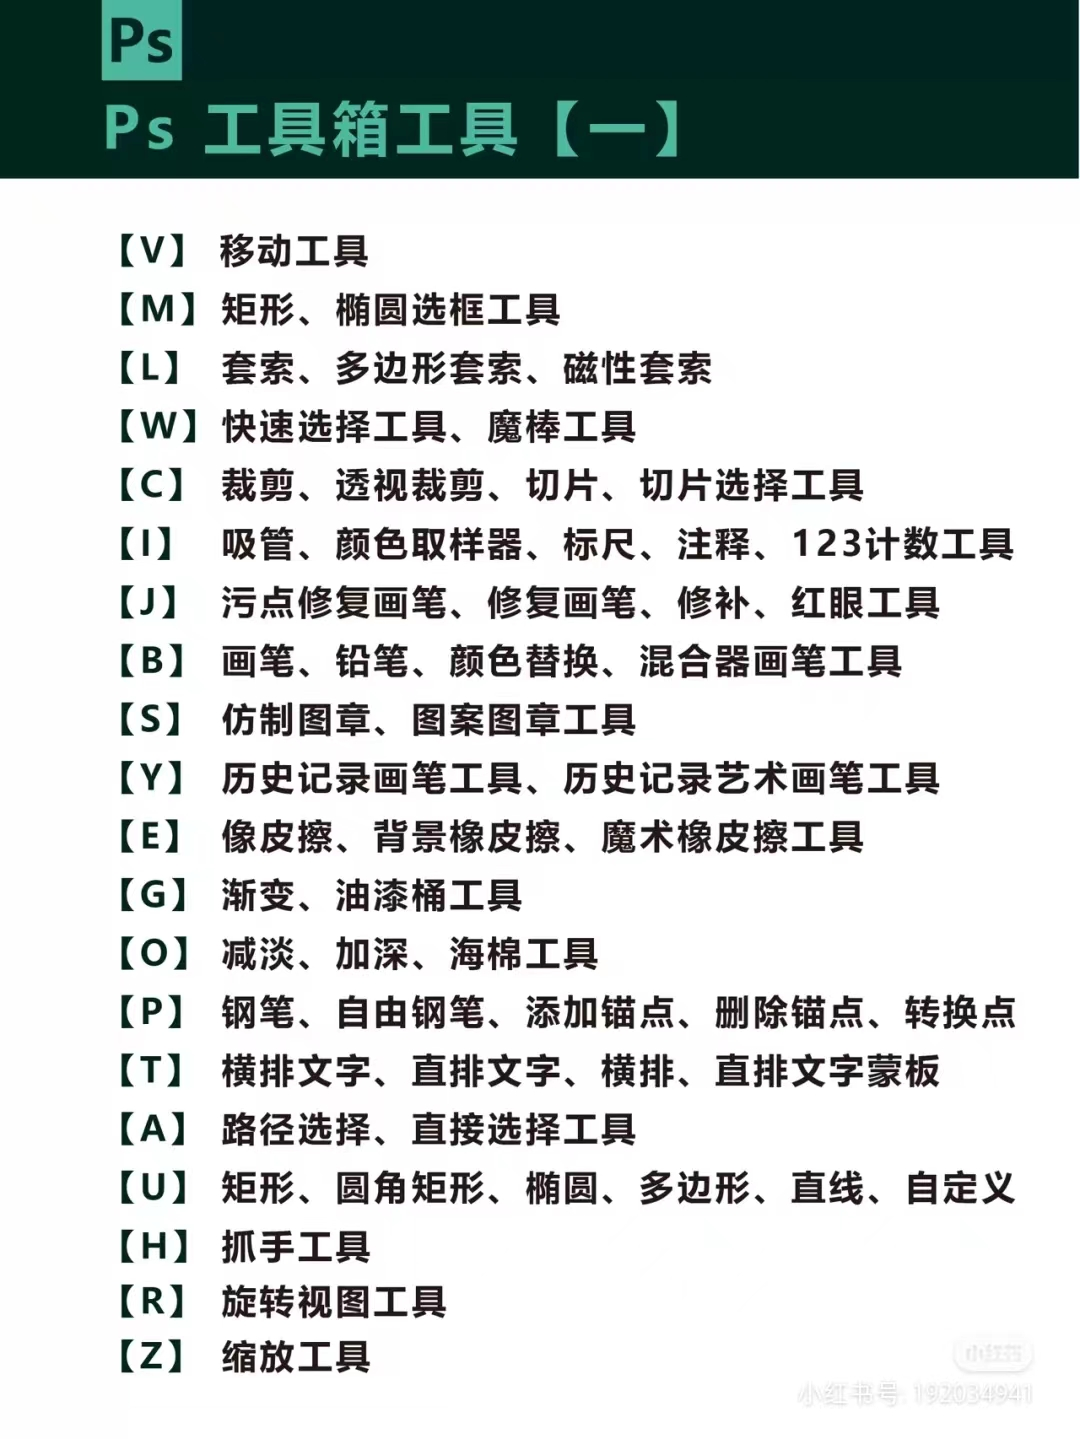 Ps
Ps 工具箱工具【一】
【V】 移动工具
【M】矩形、椭圆选框工具
【L】 套索、多边形套索、磁性套索
【W】快速选择工具、魔棒工具
【C】 裁剪、透视裁剪、切片、切片选择工具
【I】 吸管、颜色取样器、标尺、注释、123计数工具
【J】 污点修复画笔、修复画笔、修补、红眼工具
【B】 画笔、铅笔、颜色替换、混合器画笔工具
【S】 仿制图章、图案图章工具
【Y】 历史记录画笔工具、历史记录艺术画笔工具
【E】 像皮擦、背景橡皮擦、魔术橡皮擦工具
【G】 渐变、油漆桶工具
【O】 减淡、加深、海棉工具
【P】 钢笔、自由钢笔、添加锚点、删除锚点、转换点
【T】 横排文字、直排文字、横排、直排文字蒙板
【A】 路径选择、直接选择工具
【U】 矩形、圆角矩形、椭圆、多边形、直线、自定义
【H】 抓手工具
【R】 旋转视图工具
【Z】 缩放工具
小红书
小红书号: 192034941